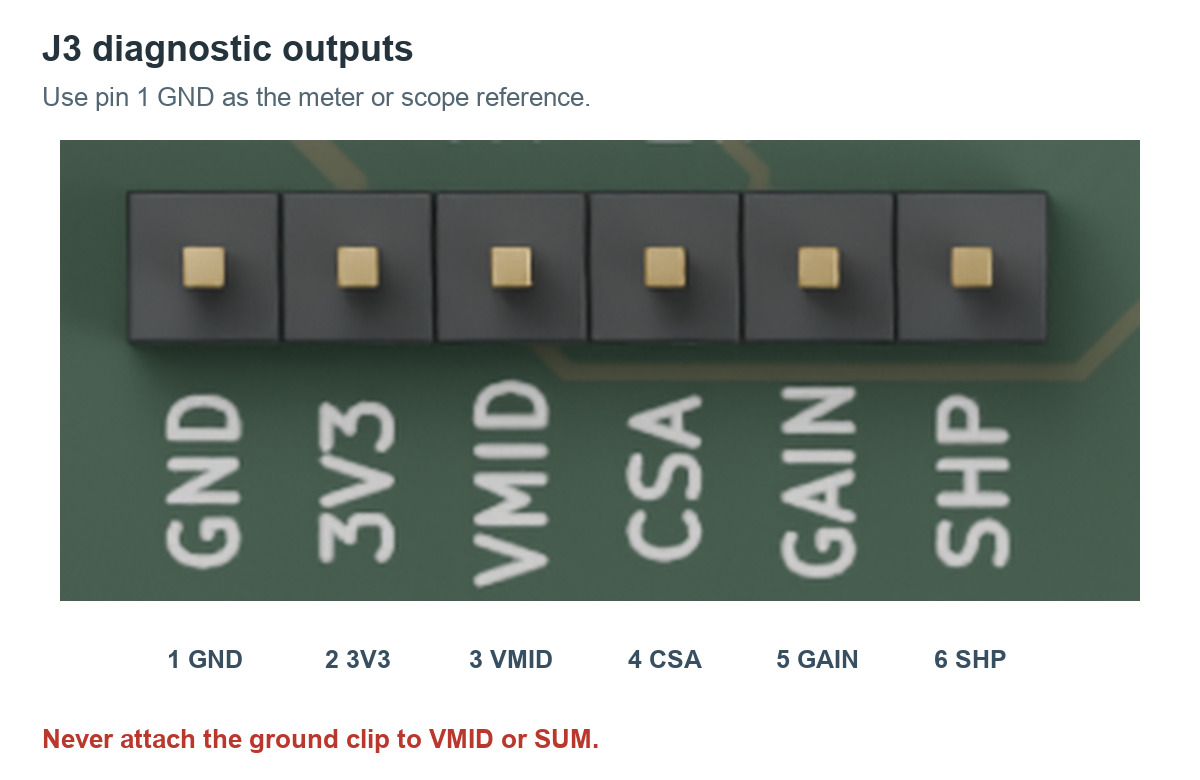 J3 diagnostic outputs
Use pin 1 GND as the meter or scope reference.
GND 3V3 VMID CSA GAIN SHP
1 GND 2 3V3 3 VMID 4 CSA 5 GAIN 6 SHP
Never attach the ground clip to VMID or SUM.